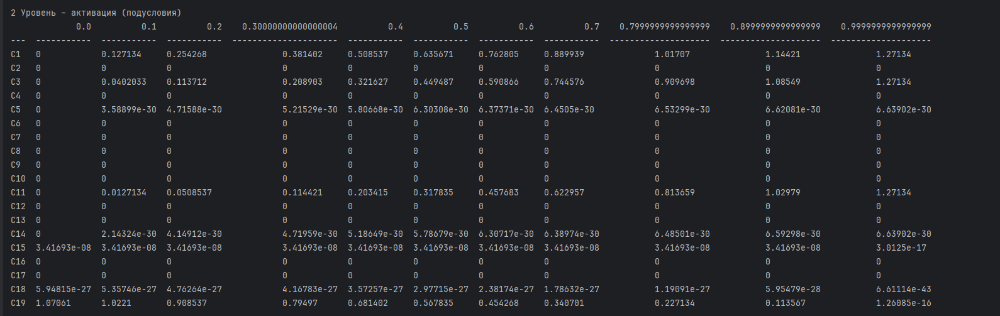 2 Уровень – активация (подусловия)
0.0 0.1 0.2 0.30000000000000004 0.4 0.5 0.6 0.7 0.7999999999999999 0.8999999999999999 0.9999999999999999
--- ----------- ----------- ----------- --------------------- ----------- ----------- ----------- ----------- -------------------- -------------------- --------------------
C1 0 0.127134 0.254268 0.381402 0.508537 0.635671 0.762805 0.889939 1.01707 1.14421 1.27134
C2 0 0 0 0 0 0 0 0 0 0 0
C3 0 0.0402033 0.113712 0.208903 0.321627 0.449487 0.590866 0.744576 0.909698 1.08549 1.27134
C4 0 0 0 0 0 0 0 0 0 0 0
C5 0 3.58899e-30 4.71588e-30 5.21529e-30 5.80668e-30 6.30308e-30 6.37371e-30 6.4505e-30 6.53299e-30 6.62081e-30 6.63902e-30
C6 0 0 0 0 0 0 0 0 0 0 0
C7 0 0 0 0 0 0 0 0 0 0 0
C8 0 0 0 0 0 0 0 0 0 0 0
C9 0 0 0 0 0 0 0 0 0 0 0
C10 0 0 0 0 0 0 0 0 0 0 0
C11 0 0.0127134 0.0508537 0.114421 0.203415 0.317835 0.457683 0.622957 0.813659 1.02979 1.27134
C12 0 0 0 0 0 0 0 0 0 0 0
C13 0 0 0 0 0 0 0 0 0 0 0
C14 0 2.14324e-30 4.14912e-30 4.71959e-30 5.18649e-30 5.78679e-30 6.30717e-30 6.38974e-30 6.48501e-30 6.59298e-30 6.63902e-30
C15 3.41693e-08 3.41693e-08 3.41693e-08 3.41693e-08 3.41693e-08 3.41693e-08 3.41693e-08 3.41693e-08 3.41693e-08 3.41693e-08 3.0125e-17
C16 0 0 0 0 0 0 0 0 0 0 0
C17 0 0 0 0 0 0 0 0 0 0 0
C18 5.94815e-27 5.35746e-27 4.76264e-27 4.16783e-27 3.57257e-27 2.97715e-27 2.38174e-27 1.78632e-27 1.19091e-27 5.95479e-28 6.61114e-43
C19 1.07061 1.0221 0.908537 0.79497 0.681402 0.567835 0.454268 0.340701 0.227134 0.113567 1.26085e-16